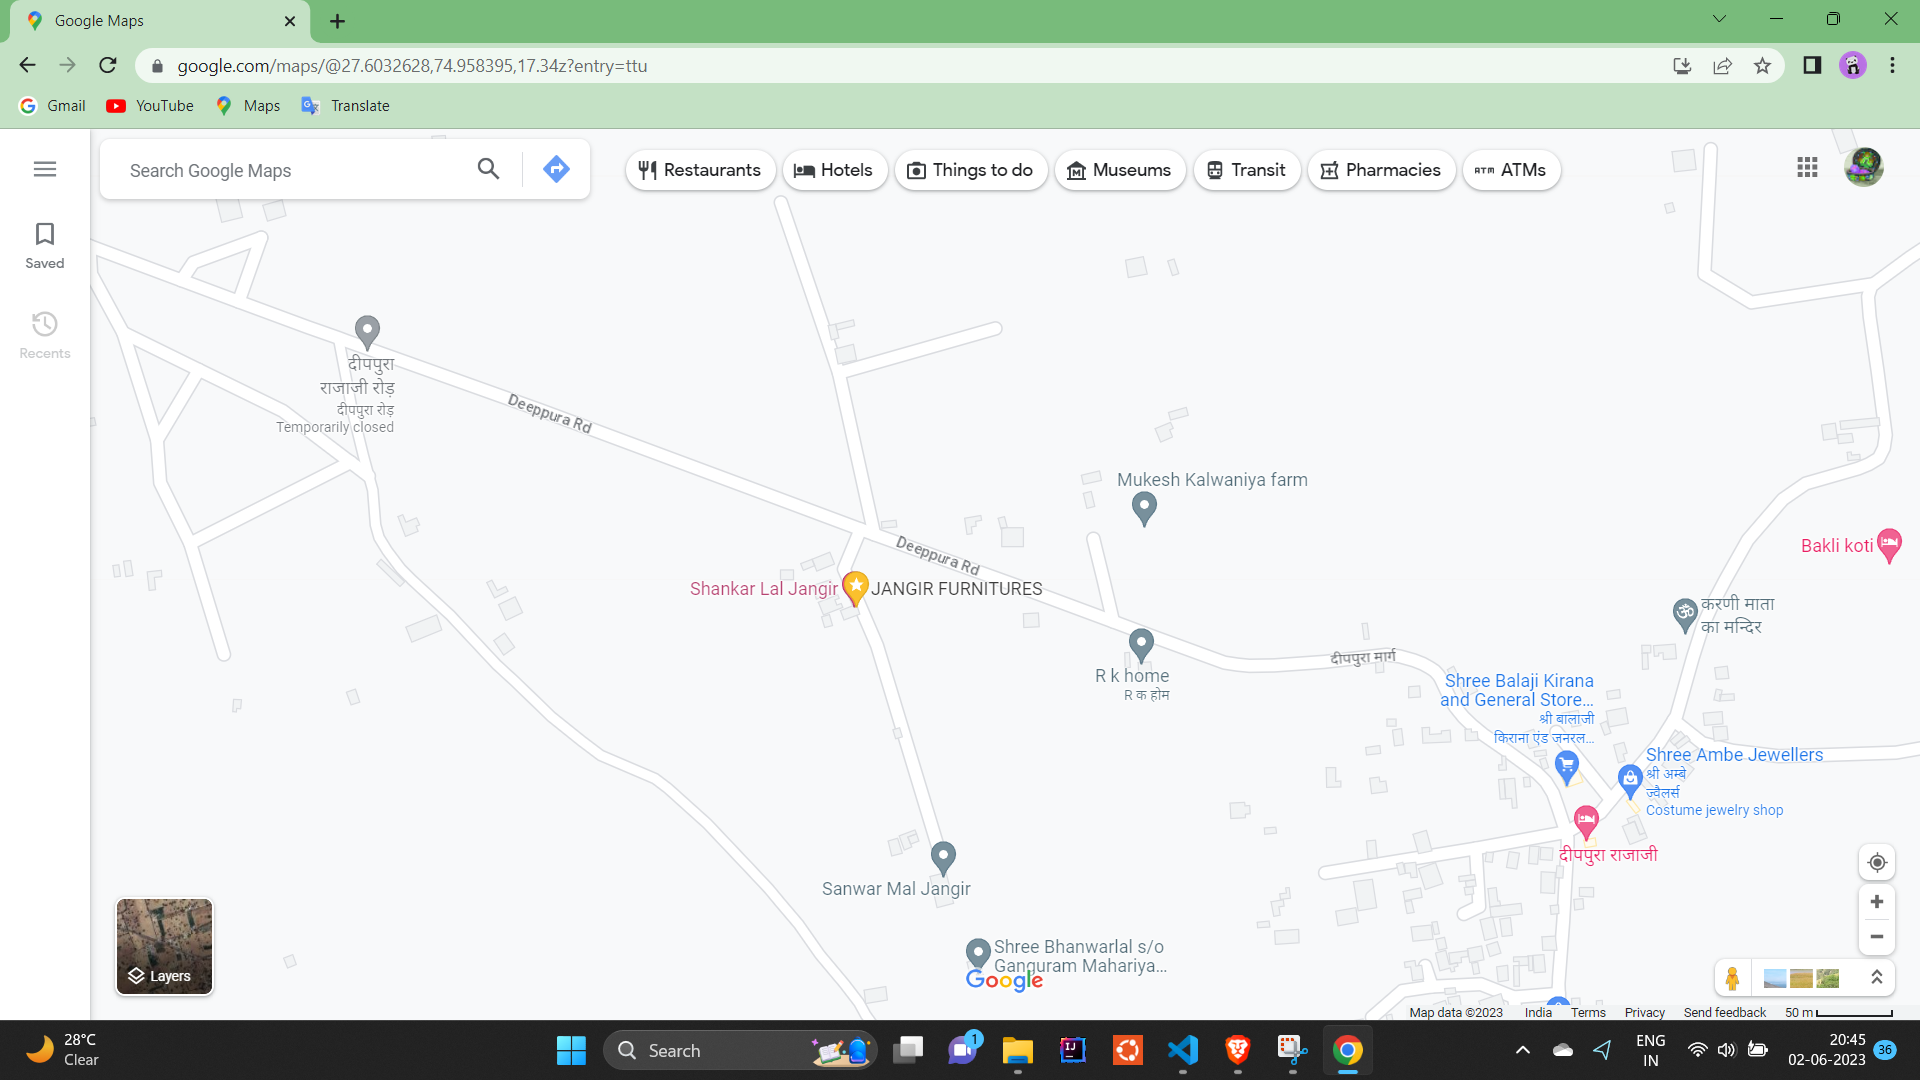 Google Maps
google.com/maps/@27.6032628,74.958395,17.34z?entry=ttu
Gmail
YouTube
Maps
Translate
Search Google Maps
Restaurants
Hotels
Things to do
Museums
Transit
Pharmacies
ATM ATMs
Saved
Recents
दीपपुरा
राजाजी रोड़
दीपपुरा रोड़
Temporarily closed
Deeppura Rd
Mukesh Kalwaniya farm
Deeppura Rd
Bakli koti
Shankar Lal Jangir
JANGIR FURNITURES
करणी माता
का मन्दिर
R k home
R क होम
दीपपुरा मार्ग
Shree Balaji Kirana
and General Store...
श्री बालाजी
किराना एंड जनरल...
Shree Ambe Jewellers
श्री अम्बे
ज्वैलर्स
Costume jewelry shop
दीपपुरा राजाजी
Sanwar Mal Jangir
Shree Bhanwarlal s/o
Ganguram Mahariya...
Google
Layers
Map data ©2023
India
Terms
Privacy
Send feedback
50 m
28°C
Clear
Search
1
IJ
ENG
IN
20:45
02-06-2023
36